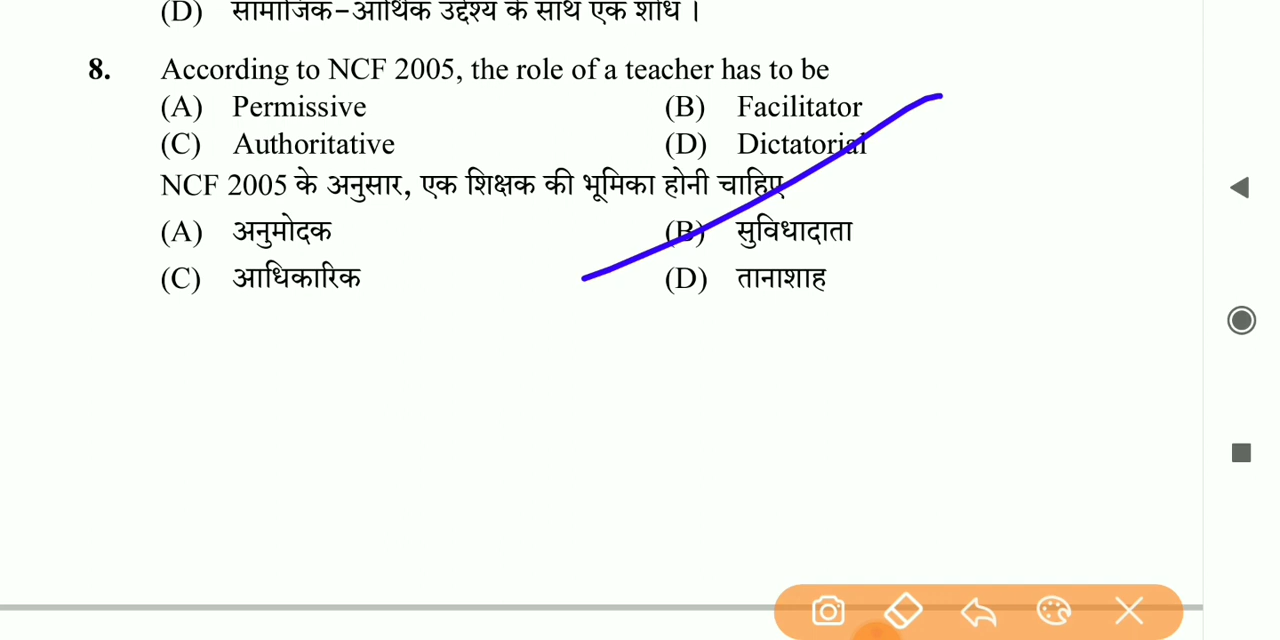 (D) सामाजिक-आर्थिक उद्देश्य के साथ एक शोध ।
8. According to NCF 2005, the role of a teacher has to be
(A) Permissive (B) Facilitator
(C) Authoritative (D) Dictatorial
NCF 2005 के अनुसार, एक शिक्षक की भूमिका होनी चाहिए
(A) अनुमोदक (B) सुविधादाता
(C) आधिकारिक (D) तानाशाह